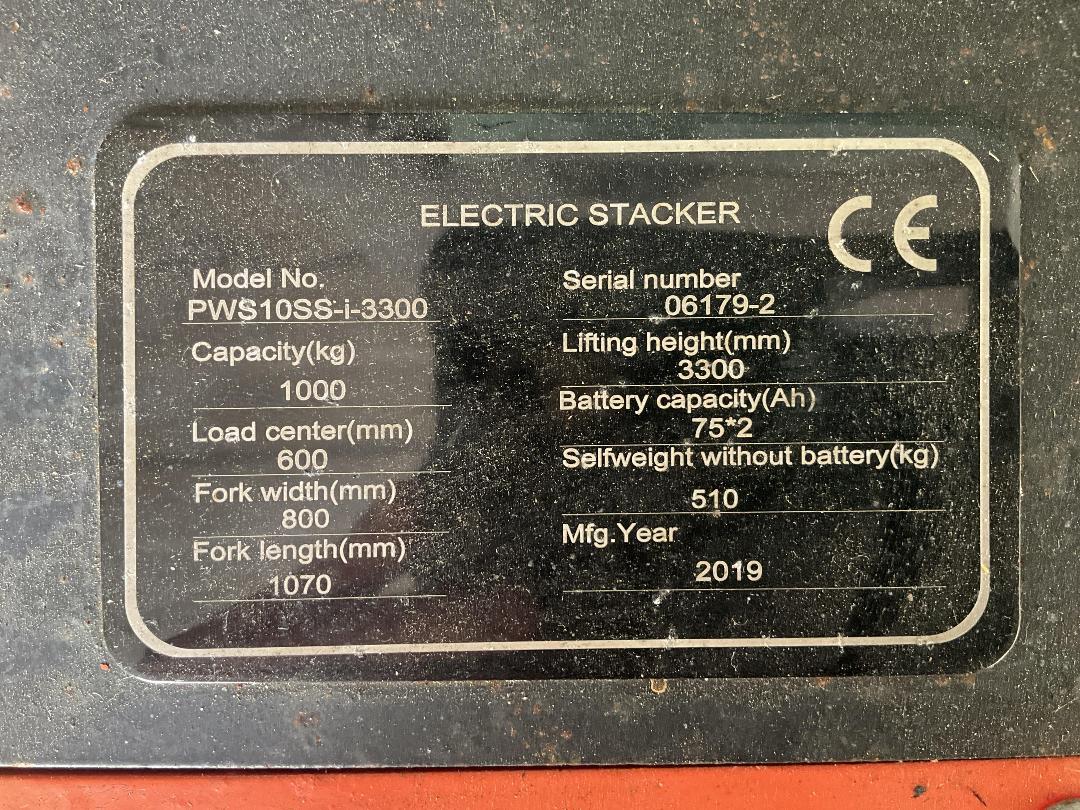 ELECTRIC STACKER
CE
Model No.
PWS10SS-i-3300
Capacity(kg)
1000
Load center(mm)
600
Fork width(mm)
800
Fork length(mm)
1070
Serial number
06179-2
Lifting height(mm)
3300
Battery capacity(Ah)
75*2
Selfweight without battery(kg)
510
Mfg.Year
2019